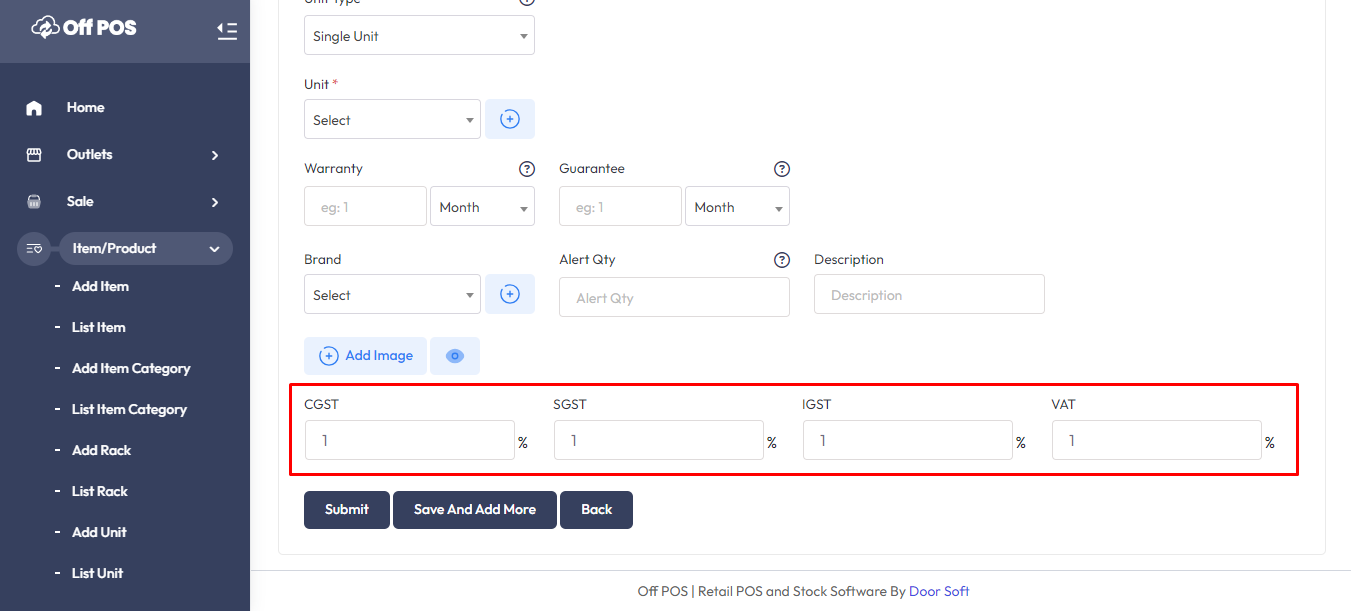 Off POS
Home
Outlets
Sale
Item/Product
- Add Item
- List Item
- Add Item Category
- List Item Category
- Add Rack
- List Rack
- Add Unit
- List Unit
Unit Type
Single Unit
Unit *
Select
Warranty
Guarantee
eg: 1
Month
eg: 1
Month
Brand
Alert Qty
Description
Select
Alert Qty
Description
Add Image
CGST
SGST
IGST
VAT
1 %
1 %
1 %
1 %
Submit
Save And Add More
Back
Off POS | Retail POS and Stock Software By Door Soft